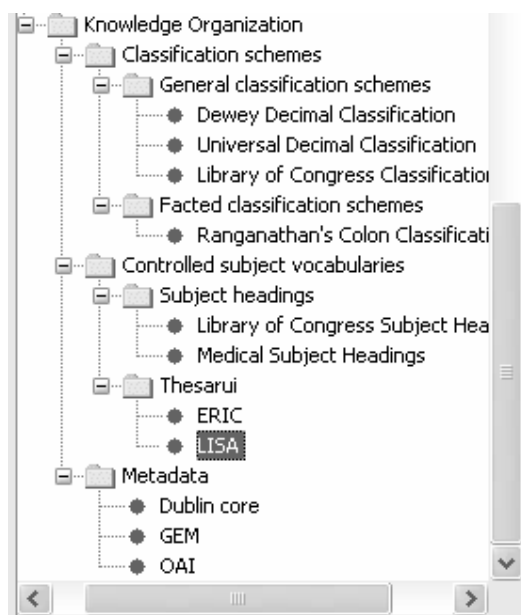 Knowledge Organization
Classification schemes
General classification schemes
Dewey Decimal Classification
Universal Decimal Classification
Library of Congress Classification
Facted classification schemes
Ranganathan's Colon Classificati
Controlled subject vocabularies
Subject headings
Library of Congress Subject Hea
Medical Subject Headings
Thesarui
ERIC
LISA
Metadata
Dublin core
GEM
OAI